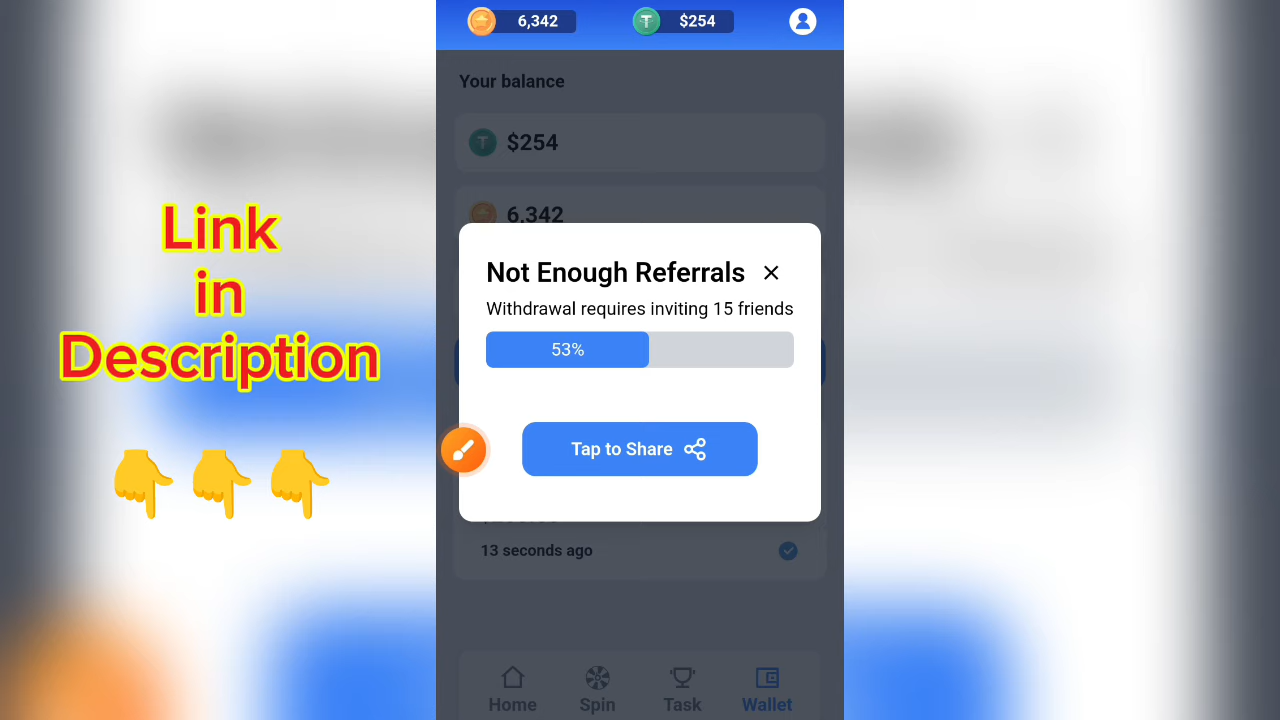 6,342
$254
Your balance
$254
6,342
Link
in
Description
Not Enough Referrals
Withdrawal requires inviting 15 friends
53%
Tap to Share
13 seconds ago
Home
Spin
Task
Wallet